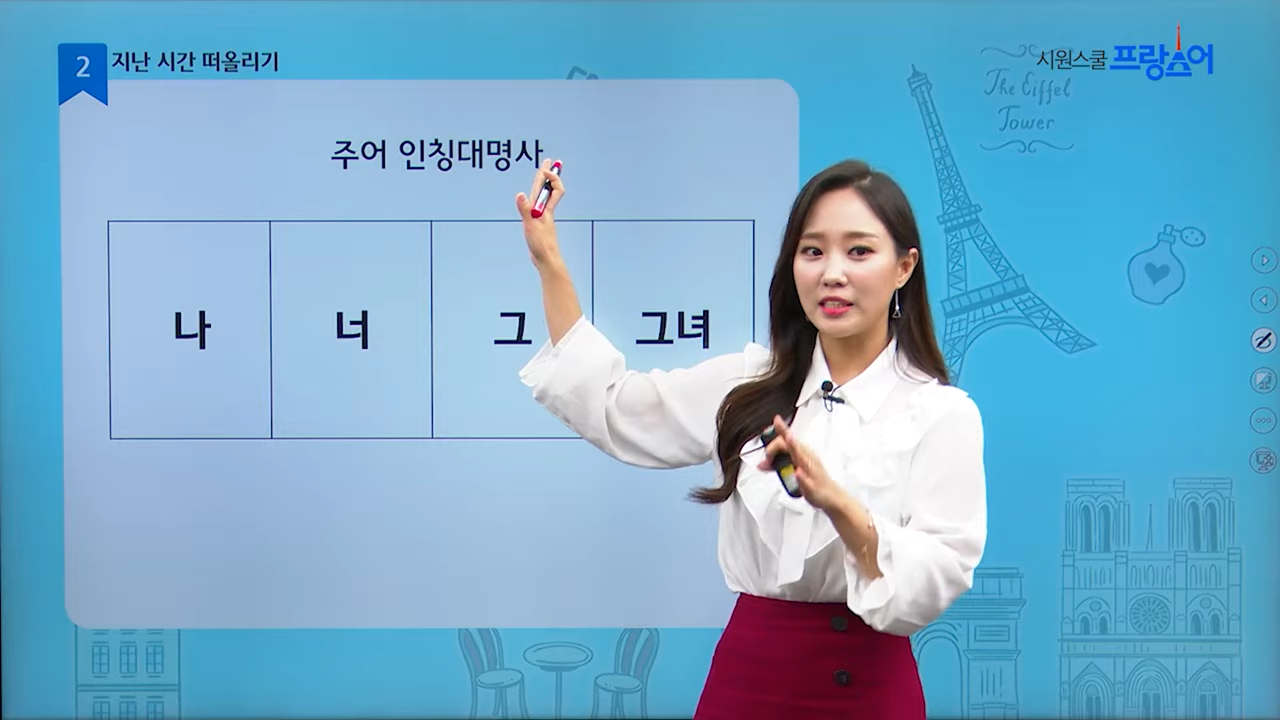 2 지난 시간 떠올리기
시원스쿨 프랑스어
The Eiffel
Tower
주어 인칭대명사
나 너 그 그녀